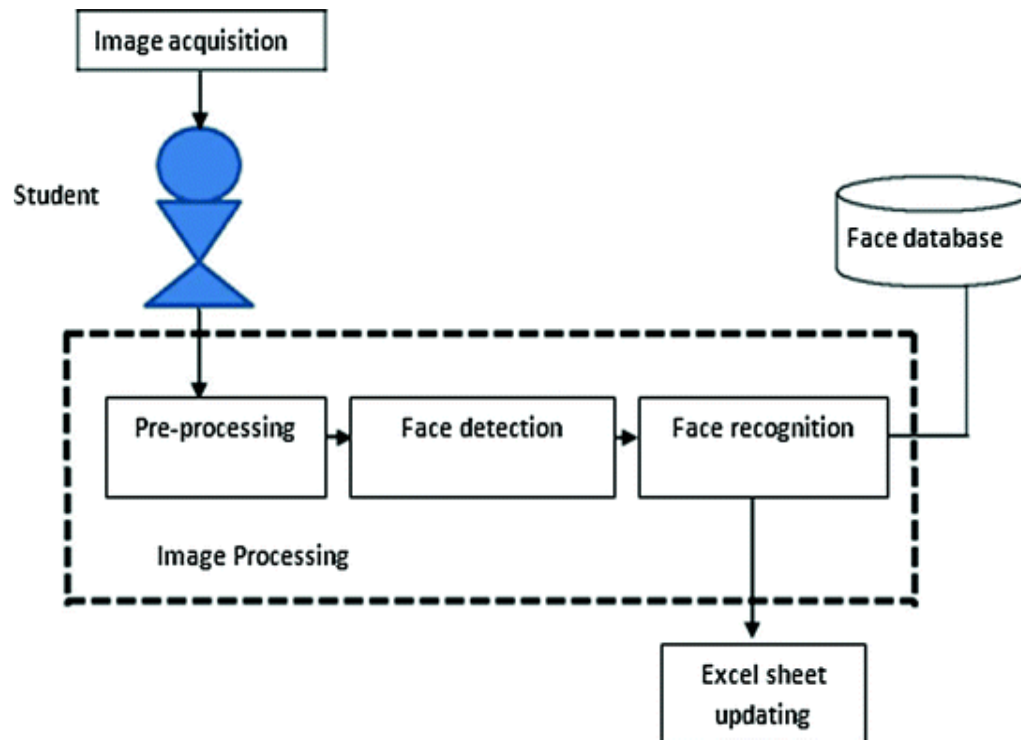 Image acquisition
Student
Face database
Pre-processing
Face detection
Face recognition
Image Processing
Excel sheet
updating